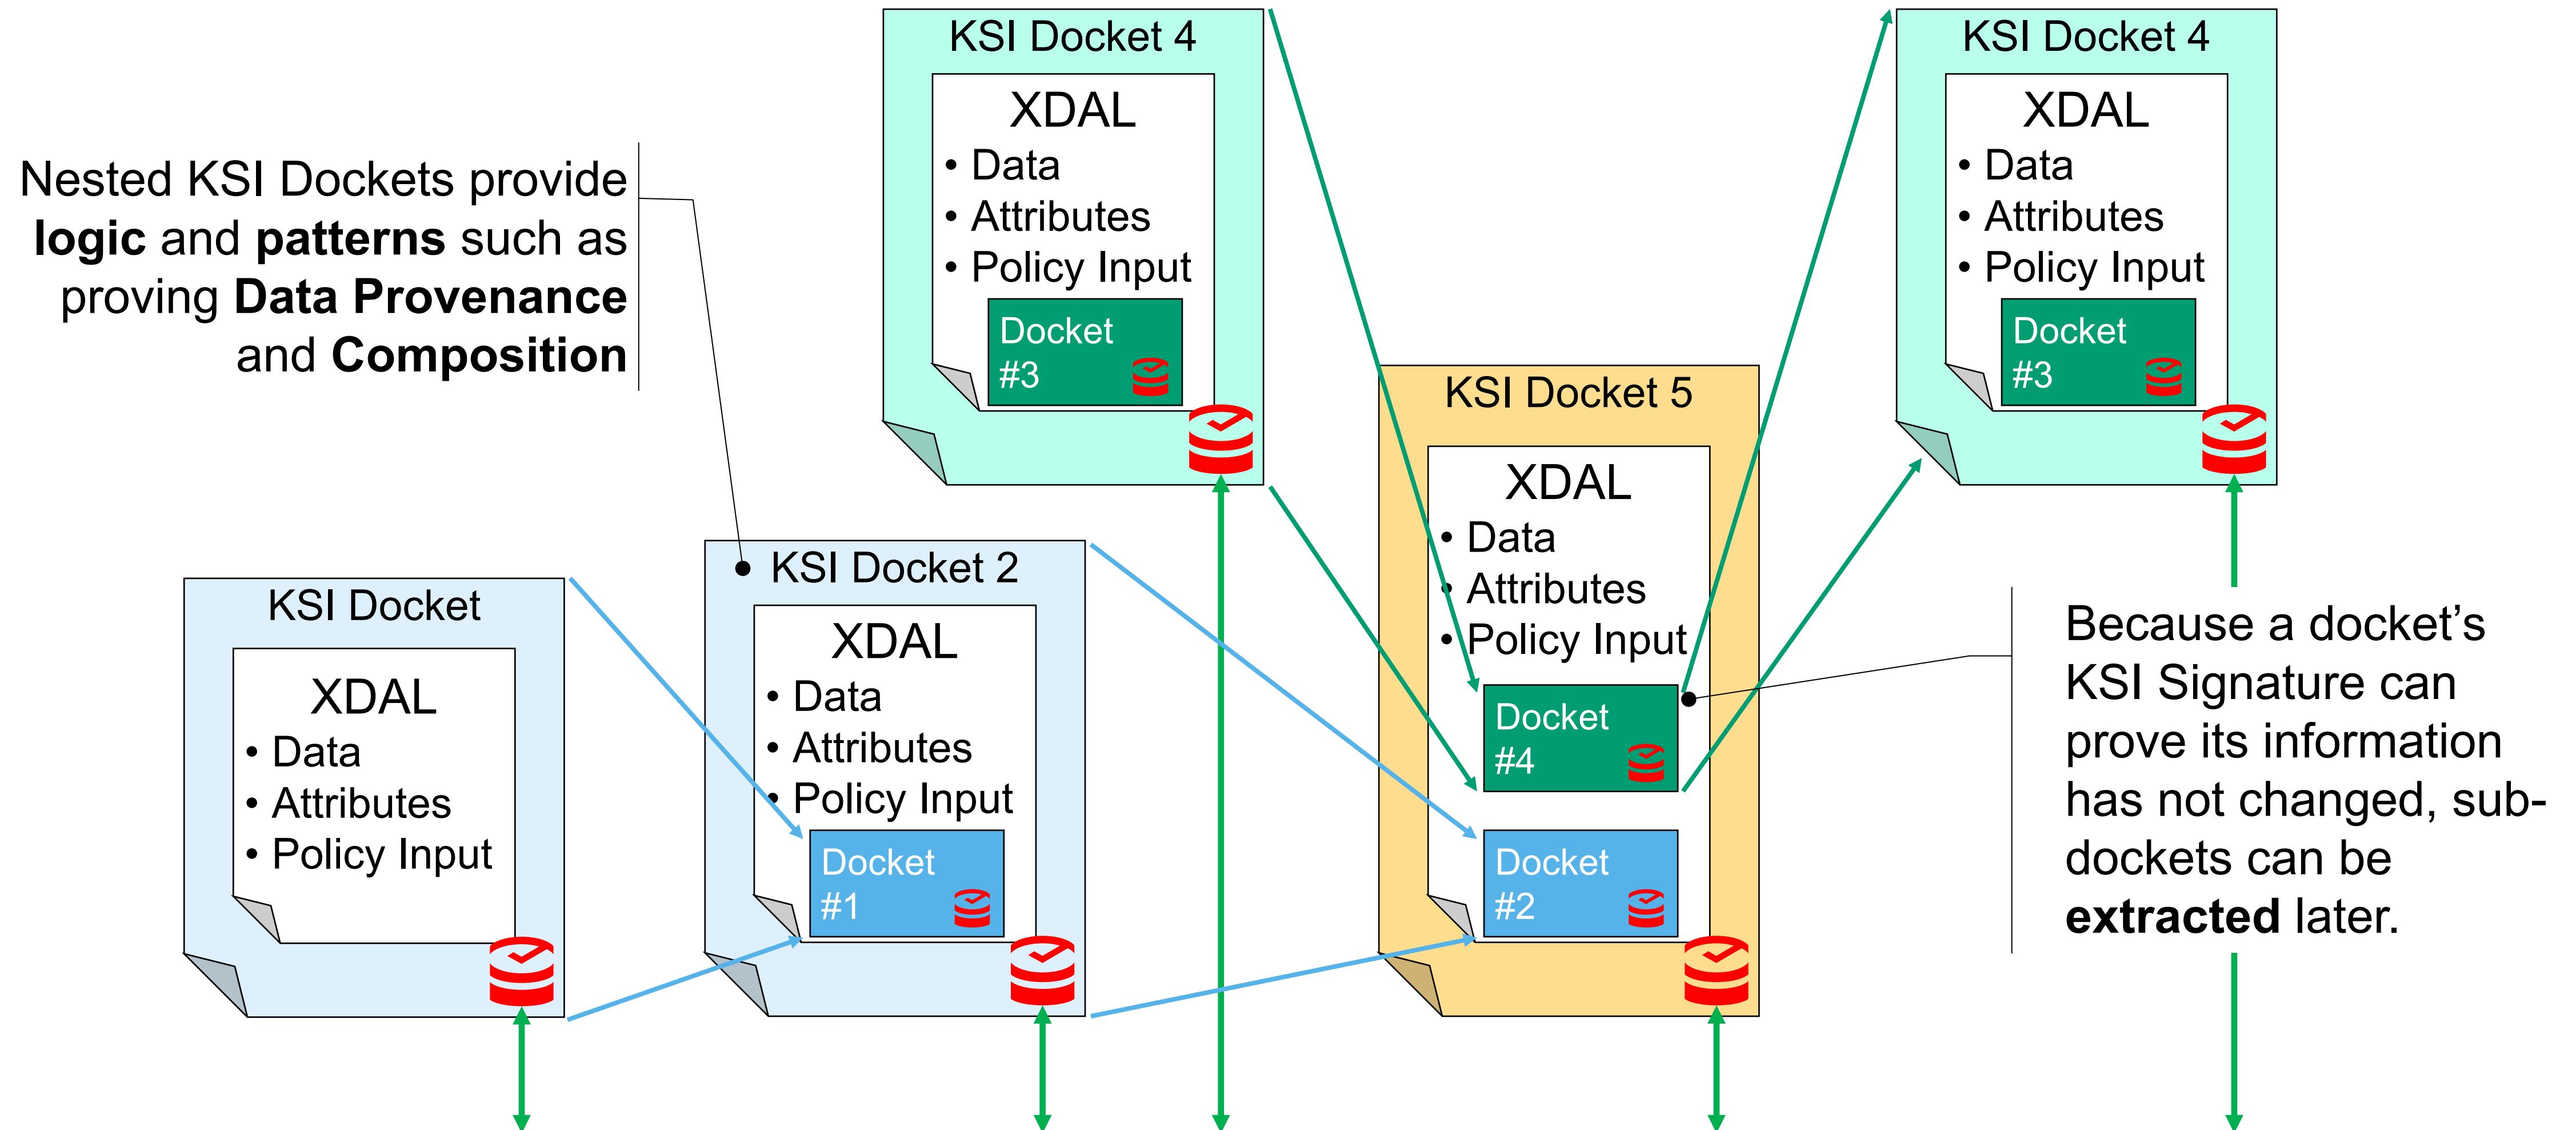 Nested KSI Dockets provide
logic and patterns such as
proving Data Provenance
and Composition
KSI Docket
XDAL
• Data
• Attributes
• Policy Input
KSI Docket 2
XDAL
• Data
• Attributes
• Policy Input
Docket
#1
KSI Docket 4
XDAL
• Data
• Attributes
• Policy Input
Docket
#3
KSI Docket 5
XDAL
• Data
• Attributes
• Policy Input
Docket
#4
Docket
#2
KSI Docket 4
XDAL
• Data
• Attributes
• Policy Input
Docket
#3
Because a docket’s
KSI Signature can
prove its information
has not changed, sub-
dockets can be
extracted later.